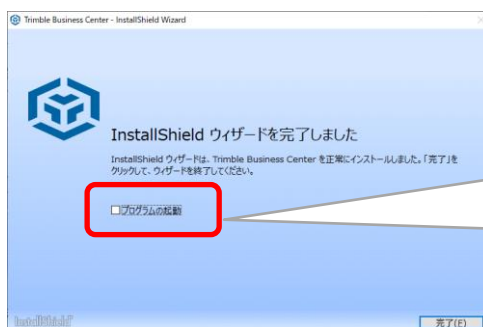 Trimble Business Center - InstallShield Wizard
InstallShield ウィザードを完了しました
InstallShield ウィザードは、Trimble Business Center を正常にインストールしました。「完了」を
クリックして、ウィザードを終了してください。
プログラムの起動
InstallShield
完了(F)